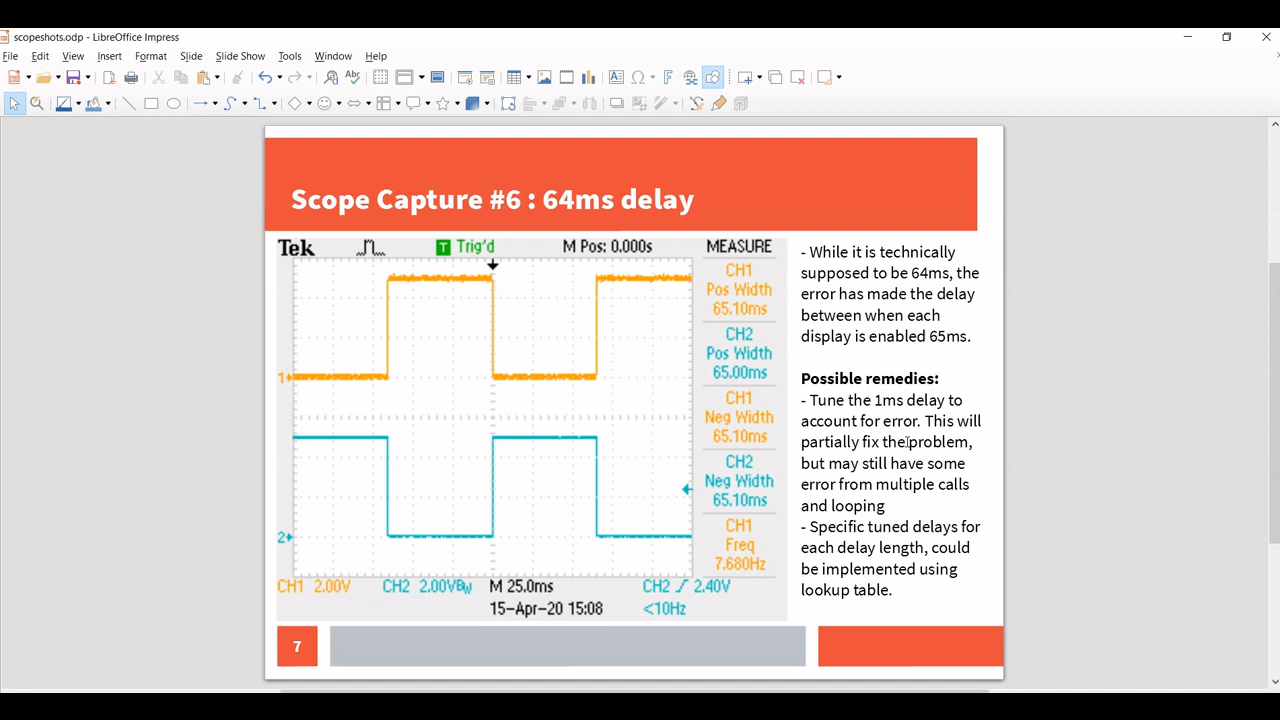 scopeshots.odp - LibreOffice Impress
File Edit View Insert Format Slide Slide Show Tools Window Help
Scope Capture #6 : 64ms delay
Tek T Trig'd M Pos: 0.000s MEASURE
CH1
Pos Width
65.10ms
CH2
Pos Width
65.00ms
CH1
Neg Width
65.10ms
CH2
Neg Width
65.10ms
CH1
Freq
7.680Hz
1
2
CH1 2.00V CH2 2.00VBW M 25.0ms CH2 2.40V
15-Apr-20 15:08 <10Hz
- While it is technically
supposed to be 64ms, the
error has made the delay
between when each
display is enabled 65ms.
Possible remedies:
- Tune the 1ms delay to
account for error. This will
partially fix the problem,
but may still have some
error from multiple calls
and looping
- Specific tuned delays for
each delay length, could
be implemented using
lookup table.
7